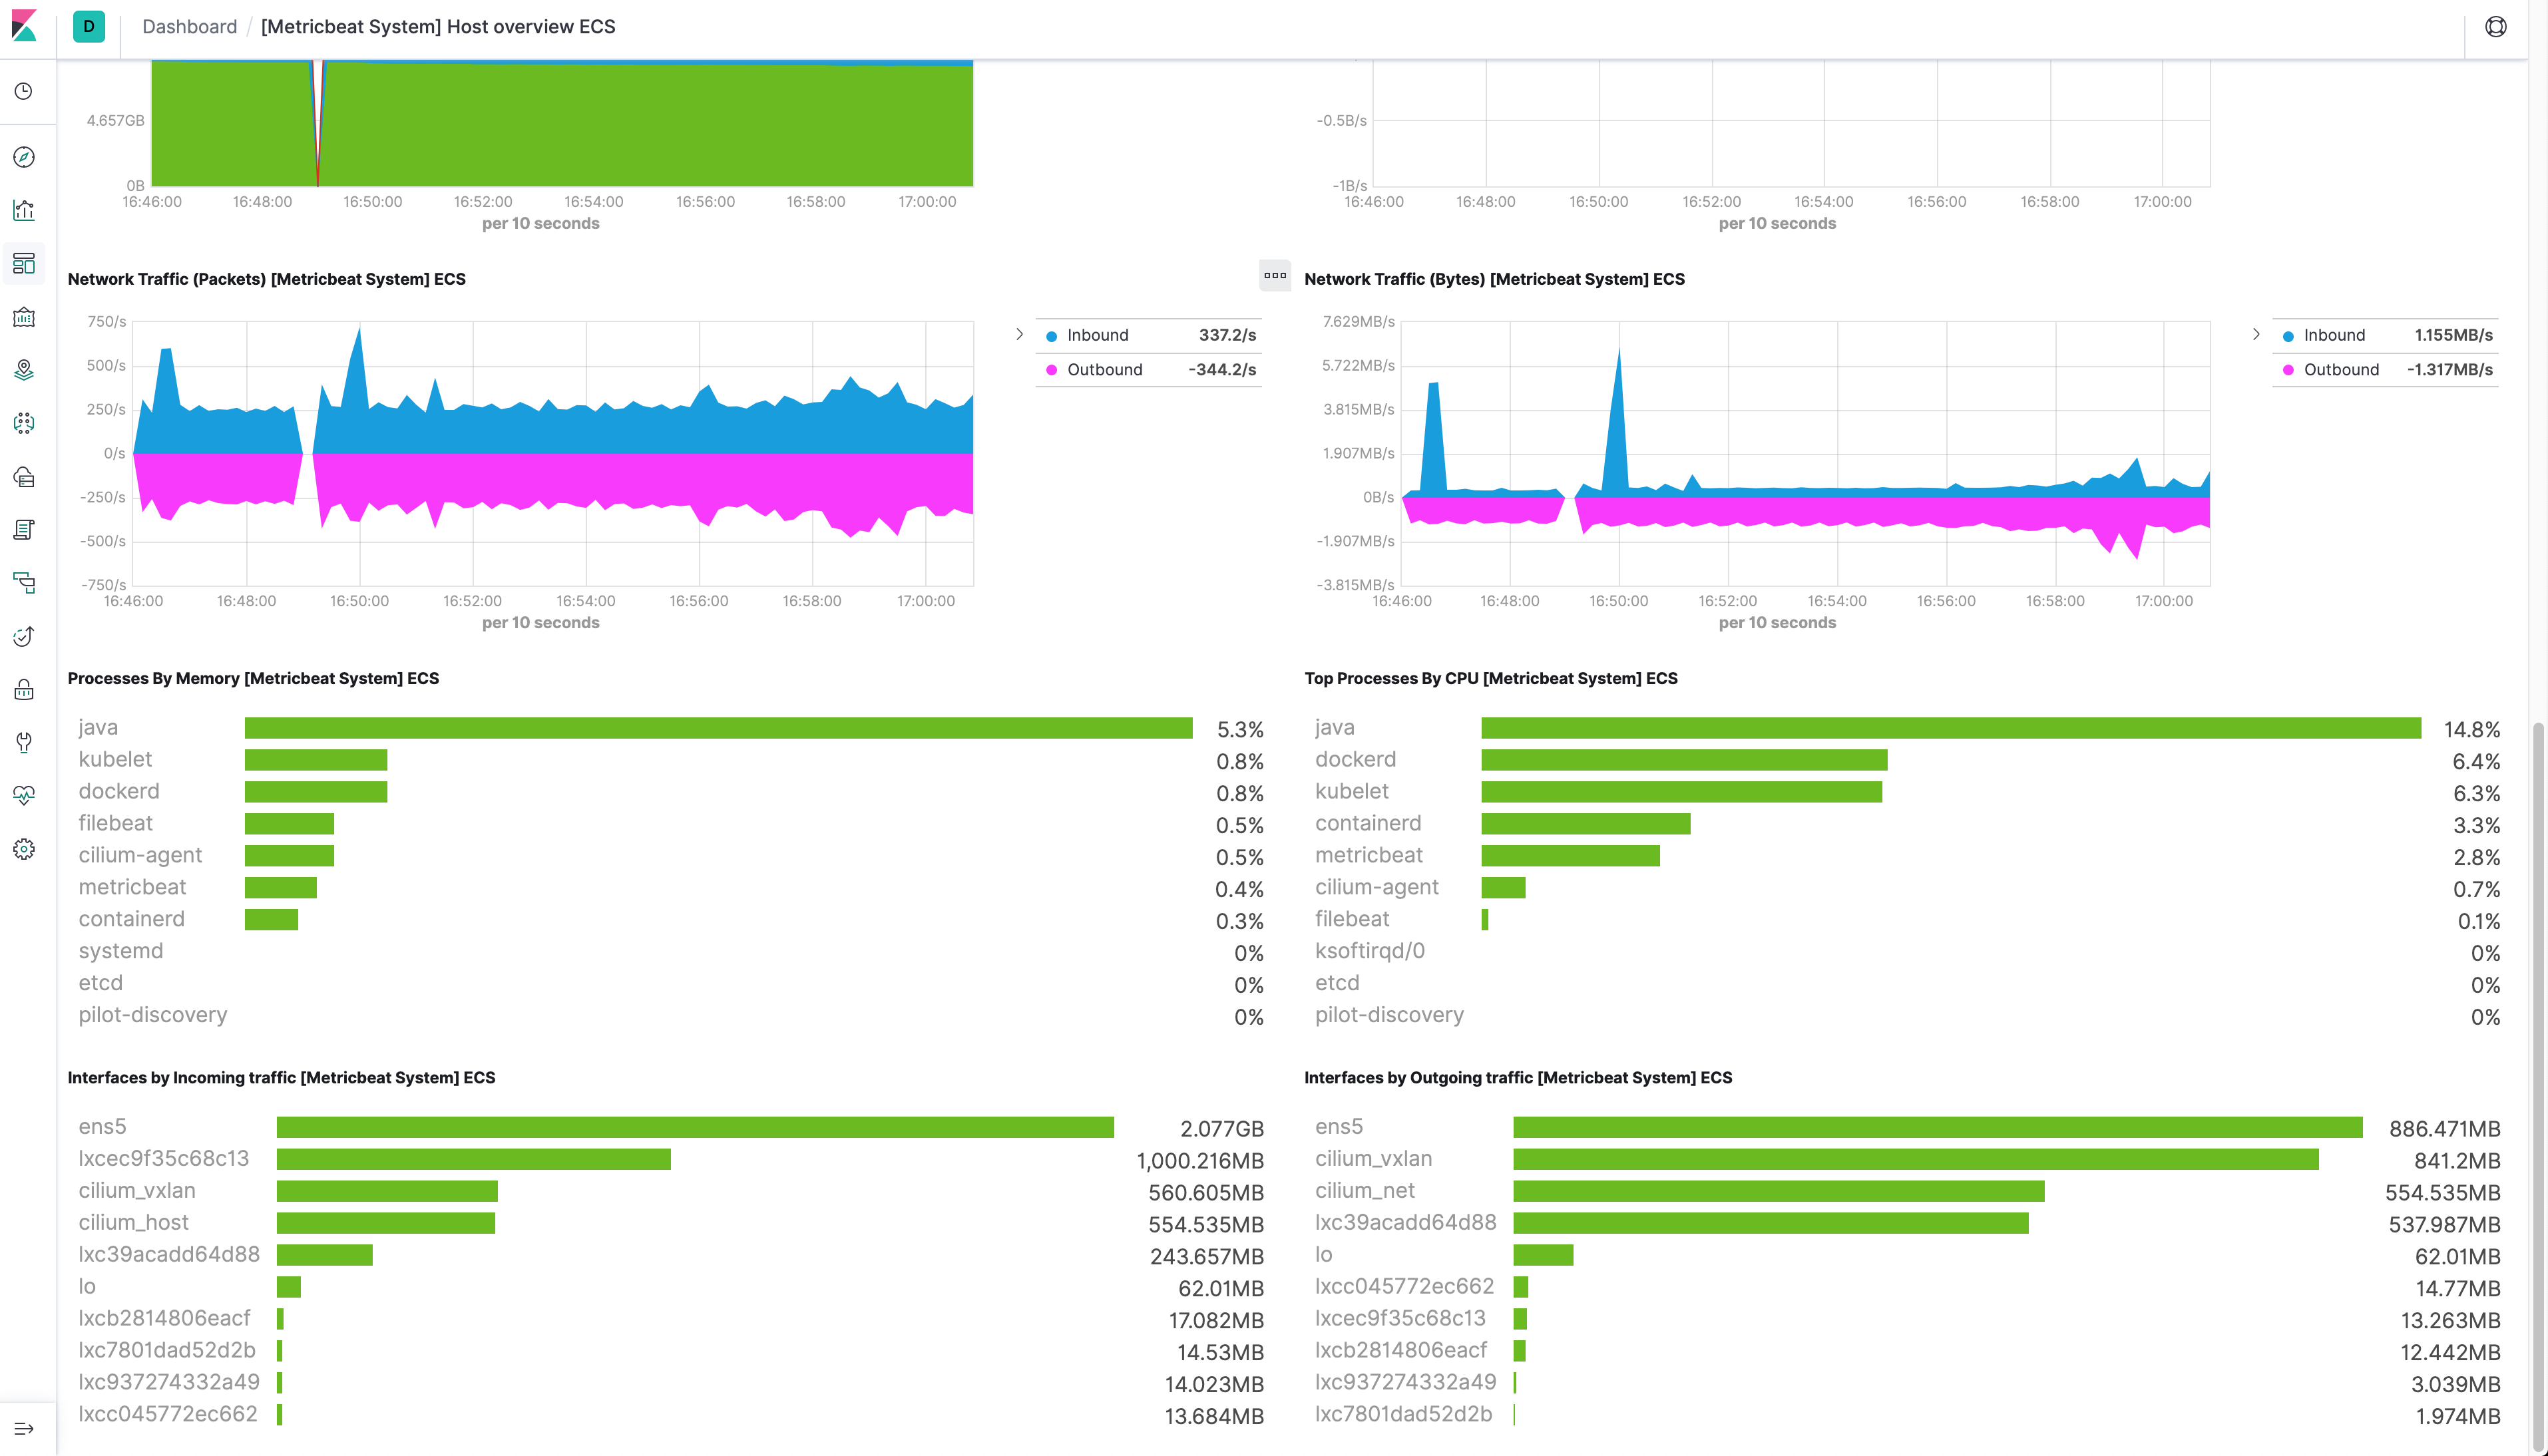 D
Dashboard / [Metricbeat System] Host overview ECS
4.657GB
0B
16:46:00 16:48:00 16:50:00 16:52:00 16:54:00 16:56:00 16:58:00 17:00:00
per 10 seconds
-0.5B/s
-1B/s
16:46:00 16:48:00 16:50:00 16:52:00 16:54:00 16:56:00 16:58:00 17:00:00
per 10 seconds
Network Traffic (Packets) [Metricbeat System] ECS
750/s
500/s
250/s
0/s
-250/s
-500/s
-750/s
16:46:00 16:48:00 16:50:00 16:52:00 16:54:00 16:56:00 16:58:00 17:00:00
per 10 seconds
Inbound 337.2/s
Outbound -344.2/s
Network Traffic (Bytes) [Metricbeat System] ECS
7.629MB/s
5.722MB/s
3.815MB/s
1.907MB/s
0B/s
-1.907MB/s
-3.815MB/s
16:46:00 16:48:00 16:50:00 16:52:00 16:54:00 16:56:00 16:58:00 17:00:00
per 10 seconds
Inbound 1.155MB/s
Outbound -1.317MB/s
Processes By Memory [Metricbeat System] ECS
java 5.3%
kubelet 0.8%
dockerd 0.8%
filebeat 0.5%
cilium-agent 0.5%
metricbeat 0.4%
containerd 0.3%
systemd 0%
etcd 0%
pilot-discovery 0%
Top Processes By CPU [Metricbeat System] ECS
java 14.8%
dockerd 6.4%
kubelet 6.3%
containerd 3.3%
metricbeat 2.8%
cilium-agent 0.7%
filebeat 0.1%
ksoftirqd/0 0%
etcd 0%
pilot-discovery 0%
Interfaces by Incoming traffic [Metricbeat System] ECS
ens5 2.077GB
lxcec9f35c68c13 1,000.216MB
cilium_vxlan 560.605MB
cilium_host 554.535MB
lxc39acadd64d88 243.657MB
lo 62.01MB
lxcb2814806eacf 17.082MB
lxc7801dad52d2b 14.53MB
lxc937274332a49 14.023MB
lxcc045772ec662 13.684MB
Interfaces by Outgoing traffic [Metricbeat System] ECS
ens5 886.471MB
cilium_vxlan 841.2MB
cilium_net 554.535MB
lxc39acadd64d88 537.987MB
lo 62.01MB
lxcc045772ec662 14.77MB
lxcec9f35c68c13 13.263MB
lxcb2814806eacf 12.442MB
lxc937274332a49 3.039MB
lxc7801dad52d2b 1.974MB